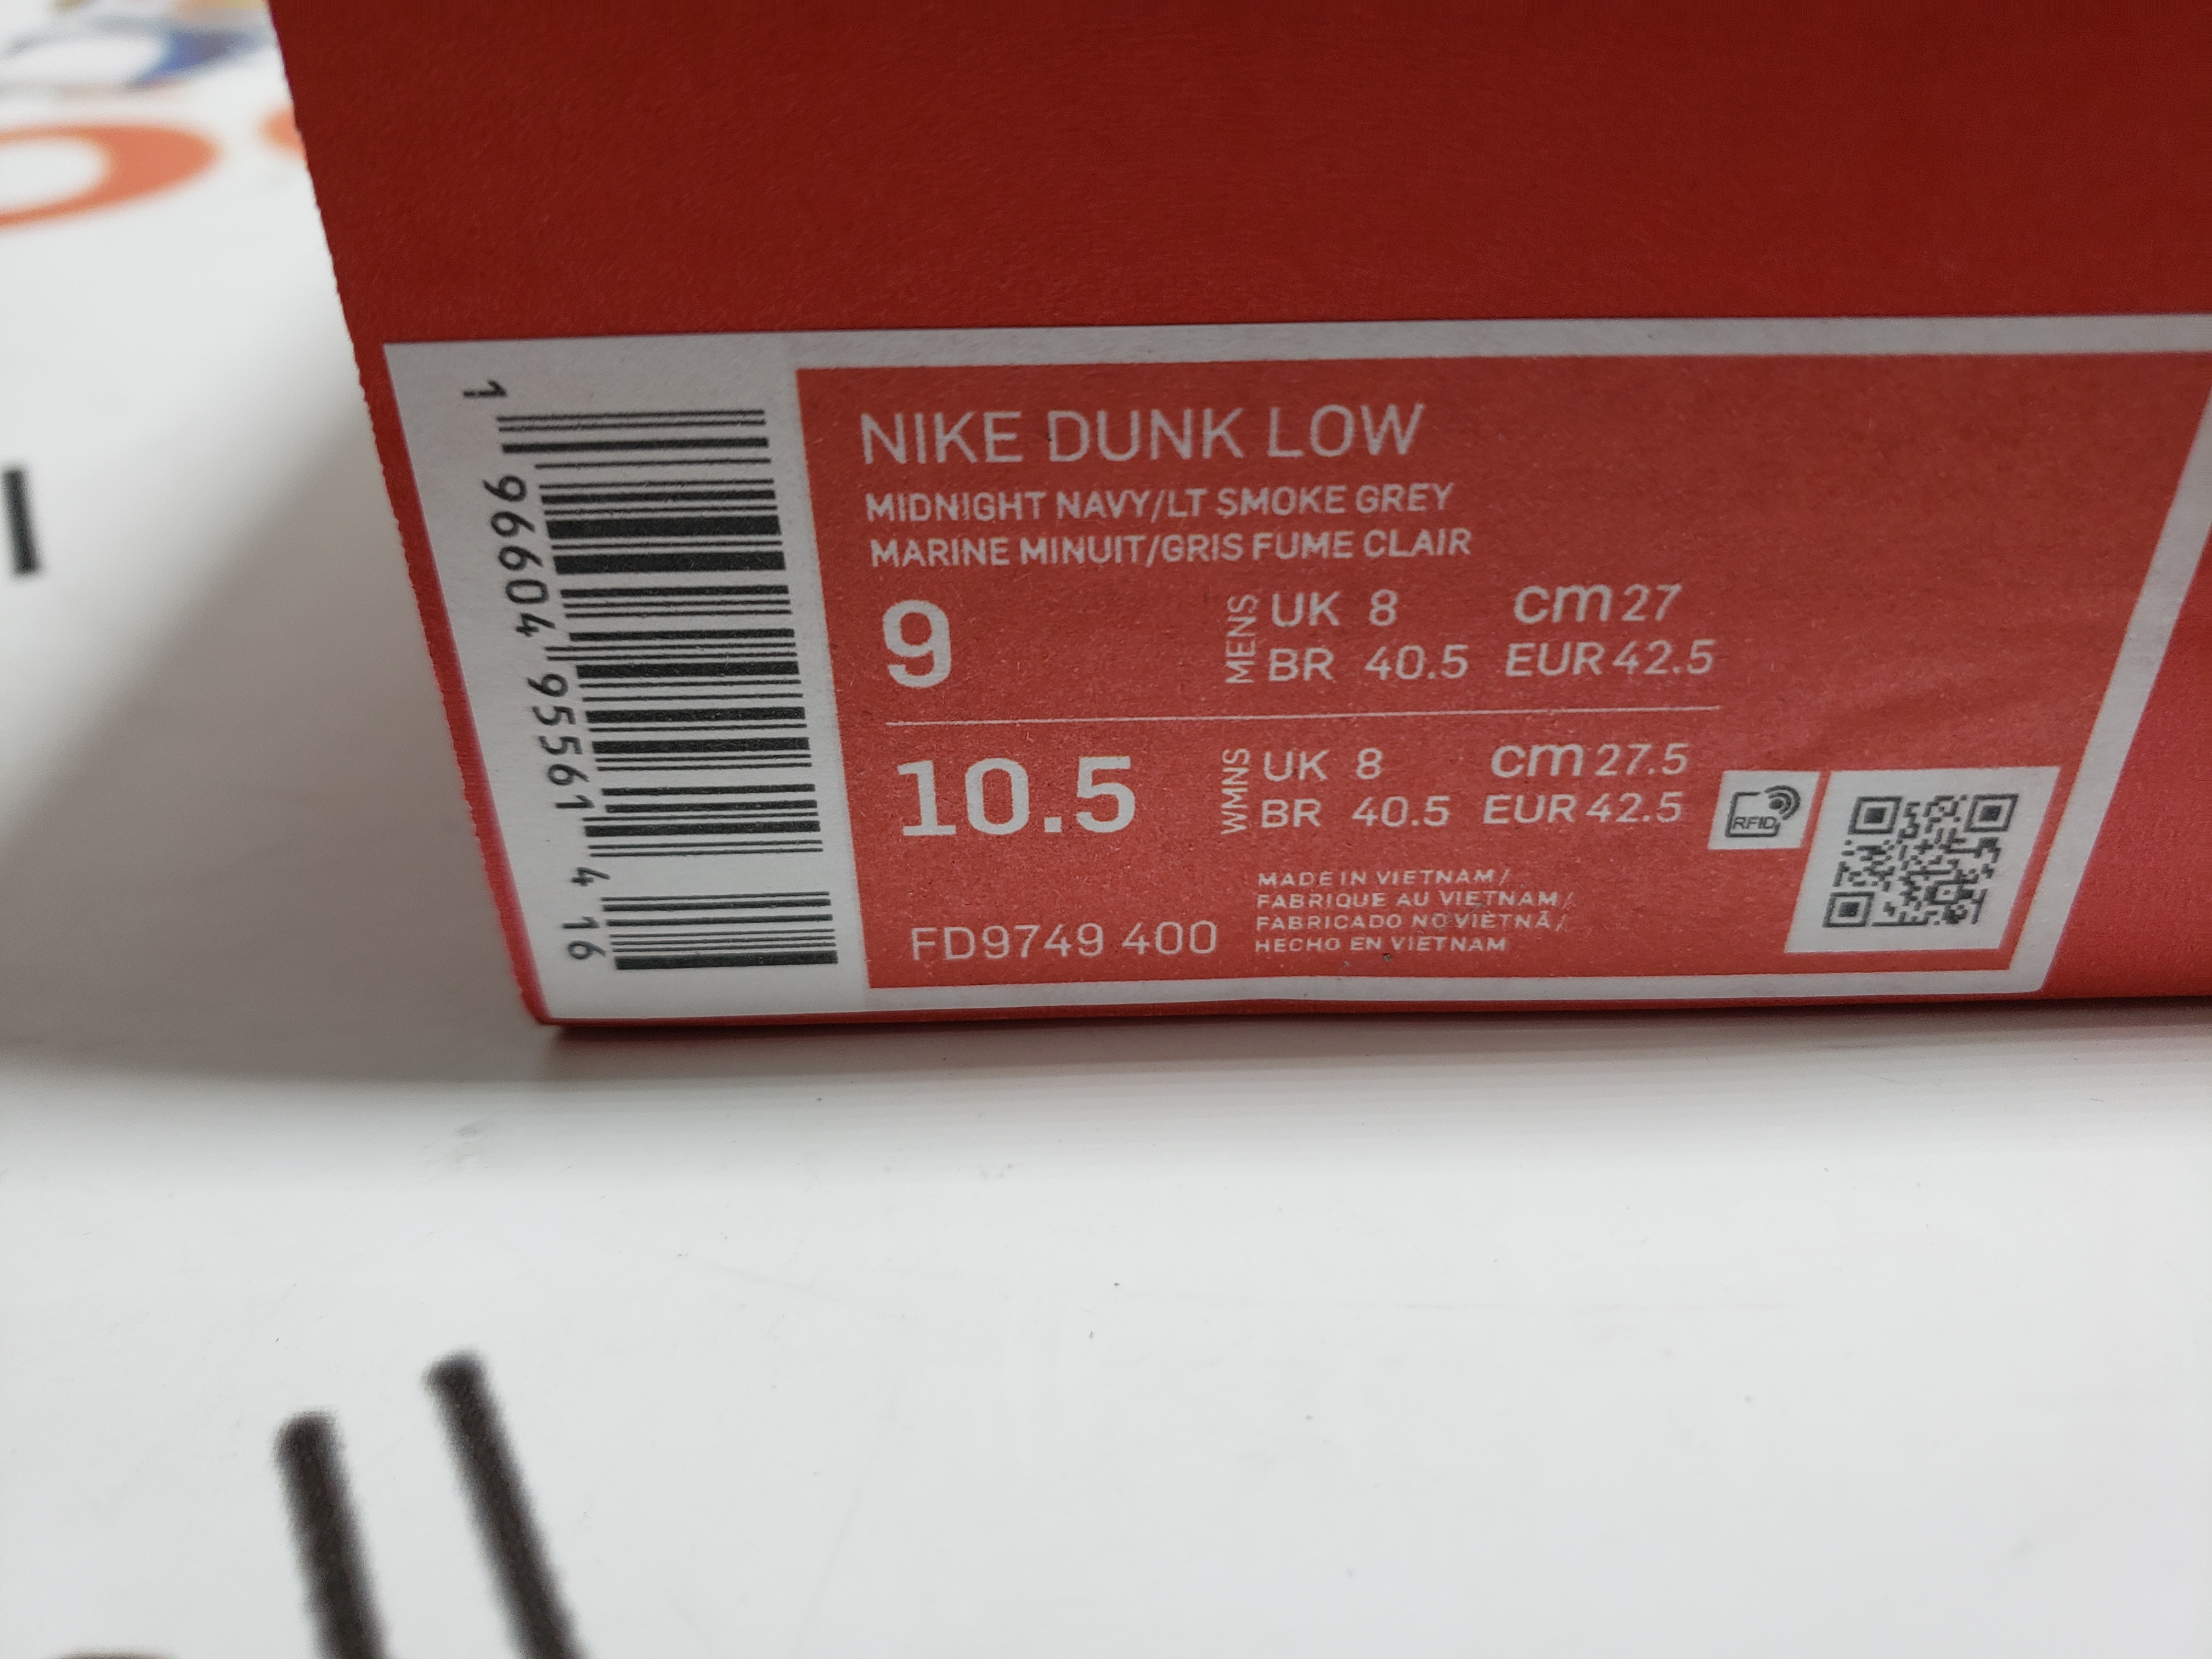 NIKE DUNK LOW
MIDNIGHT NAVY/LT SMOKE GREY
MARINE MINUIT/GRIS FUME CLAIR
9
MENS
UK 8 cm 27
BR 40.5 EUR 42.5
10.5
WMNS
UK 8 cm 27.5
BR 40.5 EUR 42.5
RFID
MADE IN VIETNAM/
FABRIQUE AU VIETNAM/
FABRICADO NO VIETNÃ/
HECHO EN VIETNAM
FD9749 400
1 96604 95561 4 16